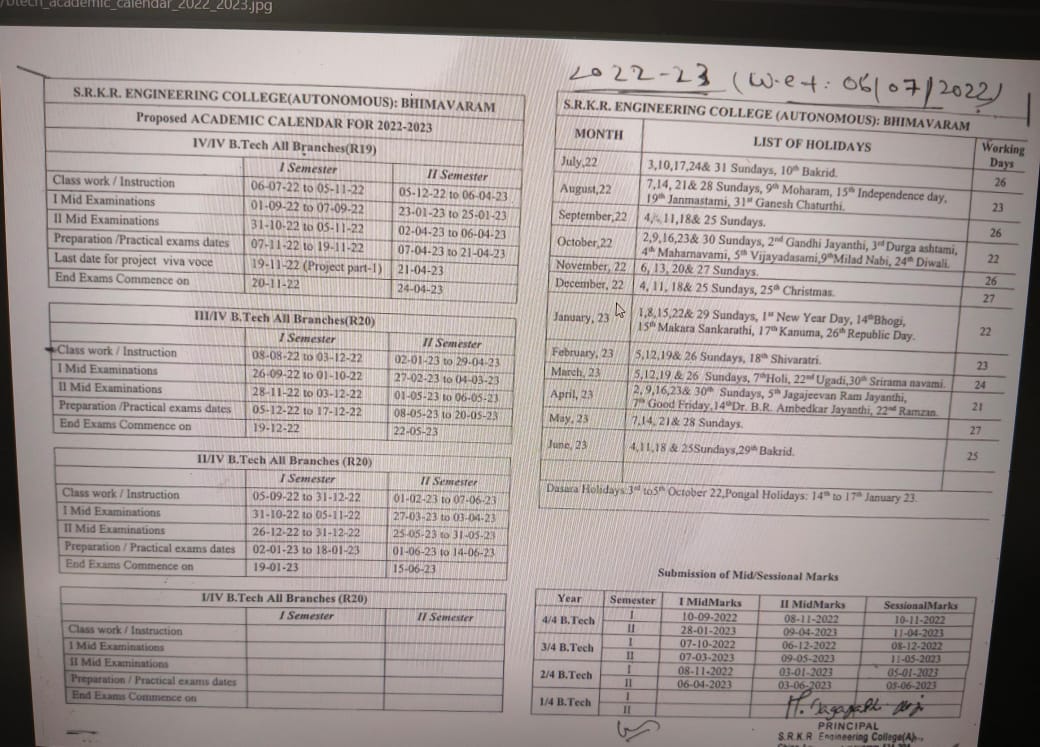 btech_academic_calendar_2022_2023.jpg
S.R.K.R. ENGINEERING COLLEGE(AUTONOMOUS): BHIMAVARAM
Proposed ACADEMIC CALENDAR FOR 2022-2023
IV/IV B.Tech All Branches(R19)
I Semester II Semester
Class work / Instruction 06-07-22 to 05-11-22 05-12-22 to 06-04-23
I Mid Examinations 01-09-22 to 07-09-22 23-01-23 to 25-01-23
II Mid Examinations 31-10-22 to 05-11-22 02-04-23 to 06-04-23
Preparation /Practical exams dates 07-11-22 to 19-11-22 07-04-23 to 21-04-23
Last date for project viva voce 19-11-22 (Project part-1) 21-04-23
End Exams Commence on 20-11-22 24-04-23
III/IV B.Tech All Branches(R20)
I Semester II Semester
Class work / Instruction 08-08-22 to 03-12-22 02-01-23 to 29-04-23
I Mid Examinations 26-09-22 to 01-10-22 27-02-23 to 04-03-23
II Mid Examinations 28-11-22 to 03-12-22 01-05-23 to 06-05-23
Preparation /Practical exams dates 05-12-22 to 17-12-22 08-05-23 to 20-05-23
End Exams Commence on 19-12-22 22-05-23
II/IV B.Tech All Branches (R20)
I Semester II Semester
Class work / Instruction 05-09-22 to 31-12-22 01-02-23 to 07-06-23
I Mid Examinations 31-10-22 to 05-11-22 27-03-23 to 03-04-23
II Mid Examinations 26-12-22 to 31-12-22 25-05-23 to 31-05-23
Preparation / Practical exams dates 02-01-23 to 18-01-23 01-06-23 to 14-06-23
End Exams Commence on 19-01-23 15-06-23
I/IV B.Tech All Branches (R20)
I Semester II Semester
Class work / Instruction
I Mid Examinations
II Mid Examinations
Preparation / Practical exams dates
End Exams Commence on
2022-23 (W.e.f: 06/07/2022)
S.R.K.R. ENGINEERING COLLEGE (AUTONOMOUS): BHIMAVARAM
MONTH LIST OF HOLIDAYS Working Days
July,22 3,10,17,24& 31 Sundays, 10th Bakrid. 26
August,22 7,14, 21& 28 Sundays, 9th Moharam, 15th Independence day,
19th Janmastami, 31st Ganesh Chaturthi. 23
September,22 4, 11,18& 25 Sundays. 26
October,22 2,9,16,23& 30 Sundays, 2nd Gandhi Jayanthi, 3rd Durga ashtami,
4th Maharnavami, 5th Vijayadasami,9th Milad Nabi, 24th Diwali. 22
November, 22 6, 13, 20& 27 Sundays. 26
December, 22 4, 11, 18& 25 Sundays, 25th Christmas. 27
January, 23 1,8,15,22& 29 Sundays, 1st New Year Day, 14th Bhogi,
15th Makara Sankarathi, 17th Kanuma, 26th Republic Day. 22
February, 23 5,12,19& 26 Sundays, 18th Shivaratri. 23
March, 23 5,12,19 & 26 Sundays, 7th Holi, 22nd Ugadi,30th Srirama navami. 24
April, 23 2, 9,16,23& 30th Sundays, 5th Jagajeevan Ram Jayanthi,
7th Good Friday,14th Dr. B.R. Ambedkar Jayanthi, 22nd Ramzan. 21
May, 23 7,14, 21& 28 Sundays. 27
June, 23 4,11,18 & 25Sundays,29th Bakrid. 25
Dasara Holidays:3rd to5th October 22,Pongal Holidays: 14th to 17th January 23.
Submission of Mid/Sessional Marks
Year Semester I MidMarks II MidMarks SessionalMarks
4/4 B.Tech I 10-09-2022 08-11-2022 10-11-2022
II 28-01-2023 09-04-2023 11-04-2023
3/4 B.Tech I 07-10-2022 06-12-2022 08-12-2022
II 07-03-2023 09-05-2023 11-05-2023
2/4 B.Tech I 08-11-2022 03-01-2023 05-01-2023
II 06-04-2023 03-06-2023 05-06-2023
1/4 B.Tech I
II
PRINCIPAL
S.R.K.R Engineering College(A).,